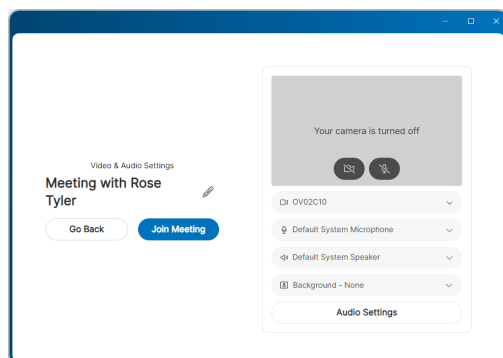 Video & Audio Settings
Meeting with Rose
Tyler
Go Back
Join Meeting
Your camera is turned off
OV02C10
Default System Microphone
Default System Speaker
Background - None
Audio Settings